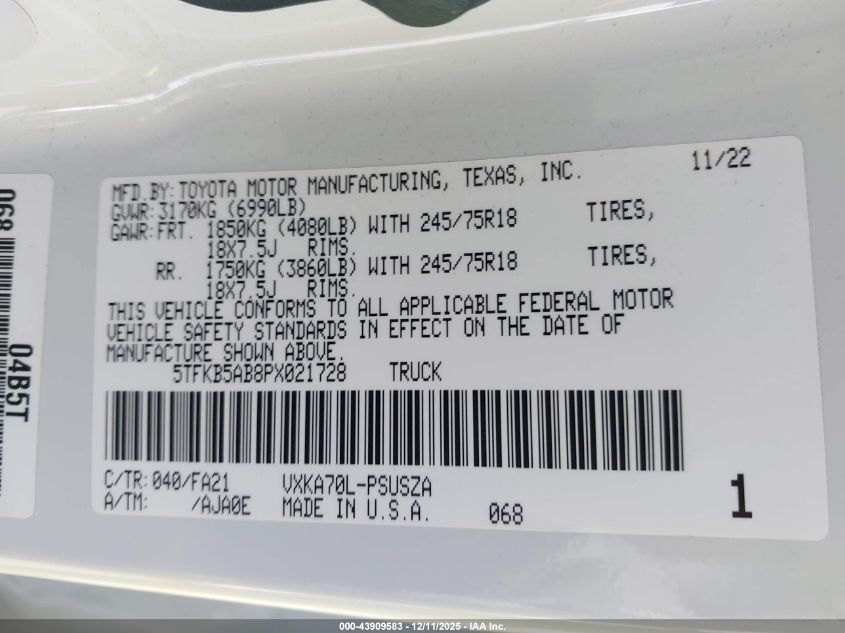 MFD.BY:TOYOTA MOTOR MANUFACTURING, TEXAS, INC. 11/22
GVWR:3170KG (6990LB)
GAWR:FRT. 1850KG (4080LB) WITH 245/75R18 TIRES,
18X7.5J RIMS.
RR. 1750KG (3860LB) WITH 245/75R18 TIRES,
18X7.5J RIMS.
THIS VEHICLE CONFORMS TO ALL APPLICABLE FEDERAL MOTOR
VEHICLE SAFETY STANDARDS IN EFFECT ON THE DATE OF
MANUFACTURE SHOWN ABOVE.
5TFKB5AB8PX021728 TRUCK
C/TR:040/FA21 VXKA70L-PSUSZA
A/TM: /AJA0E MADE IN U.S.A. 068
1
068
04B5T
000-43909583 - 12/11/2025 - IAA Inc.